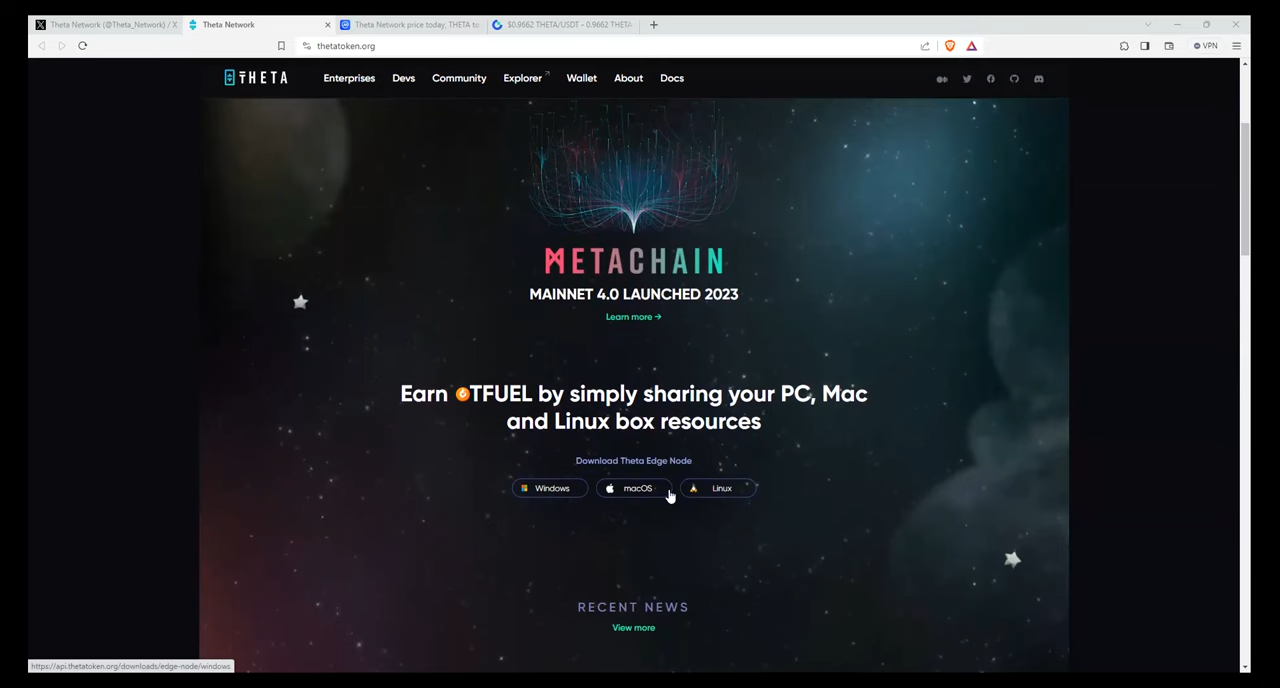 Theta Network (@Theta_Network) / X
Theta Network
Theta Network price today, THETA to
$0.9662 THETA/USDT - 0.9662 THETA
thetatoken.org
VPN
THETA
Enterprises
Devs
Community
Explorer
Wallet
About
Docs
METACHAIN
MAINNET 4.0 LAUNCHED 2023
Learn more →
Earn TFUEL by simply sharing your PC, Mac
and Linux box resources
Download Theta Edge Node
Windows
macOS
Linux
RECENT NEWS
View more
https://api.thetatoken.org/downloads/edge-node/windows